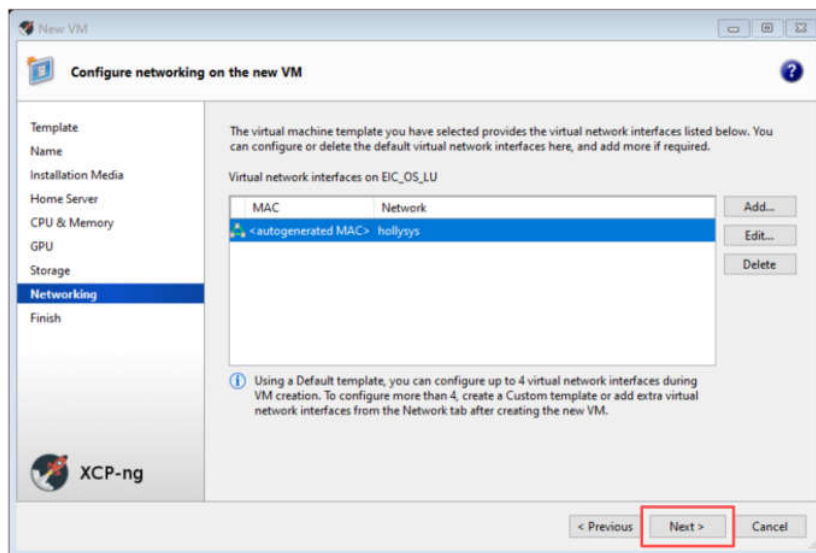 New VM
Configure networking on the new VM
Template
Name
Installation Media
Home Server
CPU & Memory
GPU
Storage
Networking
Finish
The virtual machine template you have selected provides the virtual network interfaces listed below. You
can configure or delete the default virtual network interfaces here, and add more if required.
Virtual network interfaces on EIC_OS_LU
MAC Network
<autogenerated MAC> hollysys
Add...
Edit...
Delete
Using a Default template, you can configure up to 4 virtual network interfaces during
VM creation. To configure more than 4, create a Custom template or add extra virtual
network interfaces from the Network tab after creating the new VM.
XCP-ng
< Previous Next > Cancel